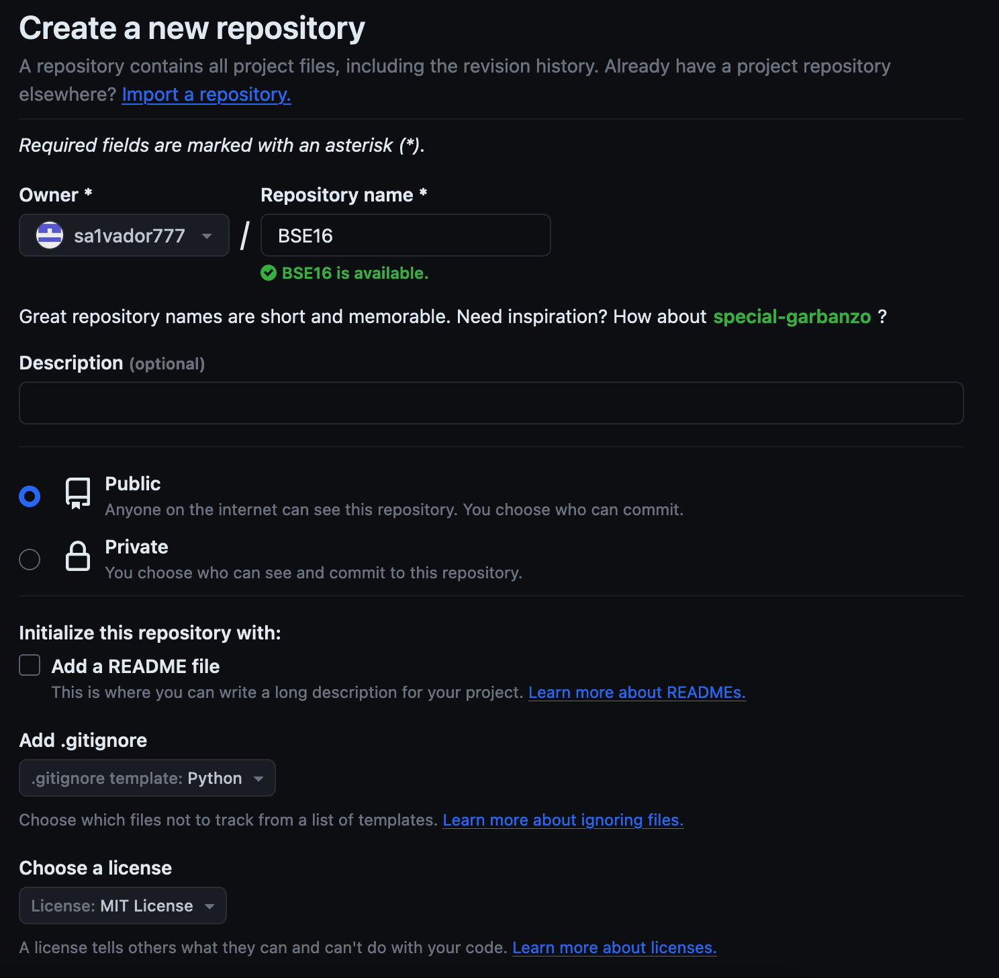 Create a new repository
A repository contains all project files, including the revision history. Already have a project repository
elsewhere? Import a repository.
Required fields are marked with an asterisk (*).
Owner * Repository name *
sa1vador777 / BSE16
BSE16 is available.
Great repository names are short and memorable. Need inspiration? How about special-garbanzo ?
Description (optional)
Public
Anyone on the internet can see this repository. You choose who can commit.
Private
You choose who can see and commit to this repository.
Initialize this repository with:
Add a README file
This is where you can write a long description for your project. Learn more about READMEs.
Add .gitignore
.gitignore template: Python
Choose which files not to track from a list of templates. Learn more about ignoring files.
Choose a license
License: MIT License
A license tells others what they can and can't do with your code. Learn more about licenses.